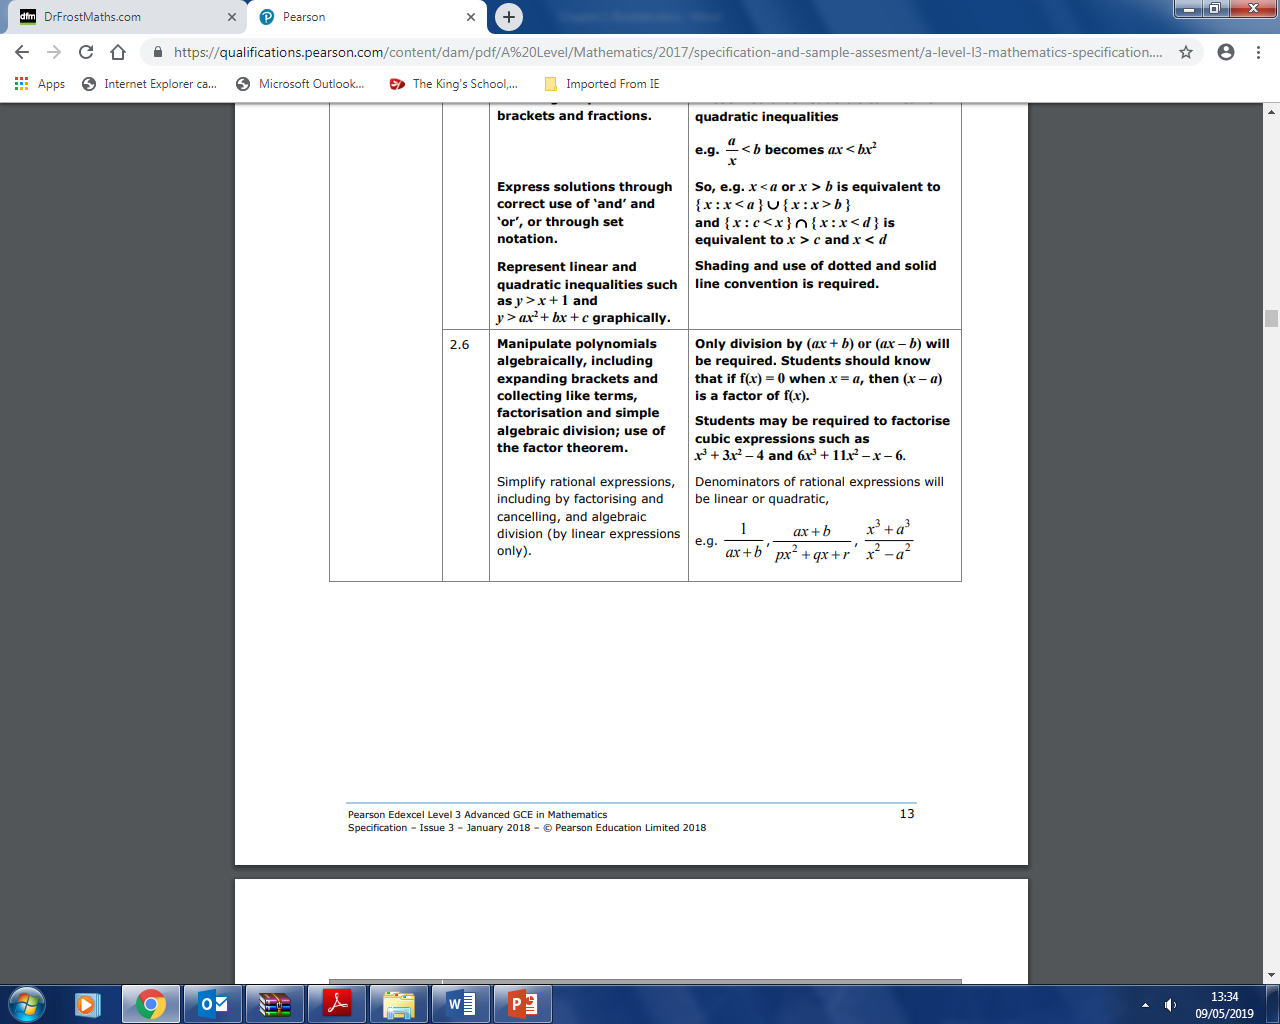 DrFrostMaths.com
Pearson
https://qualifications.pearson.com/content/dam/pdf/A%20Level/Mathematics/2017/specification-and-sample-assesment/a-level-l3-mathematics-specification....
Apps
Internet Explorer ca...
Microsoft Outlook...
The King's School,...
Imported From IE
brackets and fractions.
quadratic inequalities
e.g. a/x < b becomes ax < bx²
Express solutions through
correct use of ‘and’ and
‘or’, or through set
notation.
So, e.g. x < a or x > b is equivalent to
{ x : x < a } ∪ { x : x > b }
and { x : c < x } ∩ { x : x < d } is
equivalent to x > c and x < d
Represent linear and
quadratic inequalities such
as y > x + 1 and
y > ax² + bx + c graphically.
Shading and use of dotted and solid
line convention is required.
2.6
Manipulate polynomials
algebraically, including
expanding brackets and
collecting like terms,
factorisation and simple
algebraic division; use of
the factor theorem.
Only division by (ax + b) or (ax – b) will
be required. Students should know
that if f(x) = 0 when x = a, then (x – a)
is a factor of f(x).
Students may be required to factorise
cubic expressions such as
x³ + 3x² – 4 and 6x³ + 11x² – x – 6.
Simplify rational expressions,
including by factorising and
cancelling, and algebraic
division (by linear expressions
only).
Denominators of rational expressions will
be linear or quadratic,
e.g. 1/(ax + b), (ax + b)/(px² + qx + r), (x³ + a³)/(x² – a²)
Pearson Edexcel Level 3 Advanced GCE in Mathematics
Specification – Issue 3 – January 2018 – © Pearson Education Limited 2018
13
13:34
09/05/2019